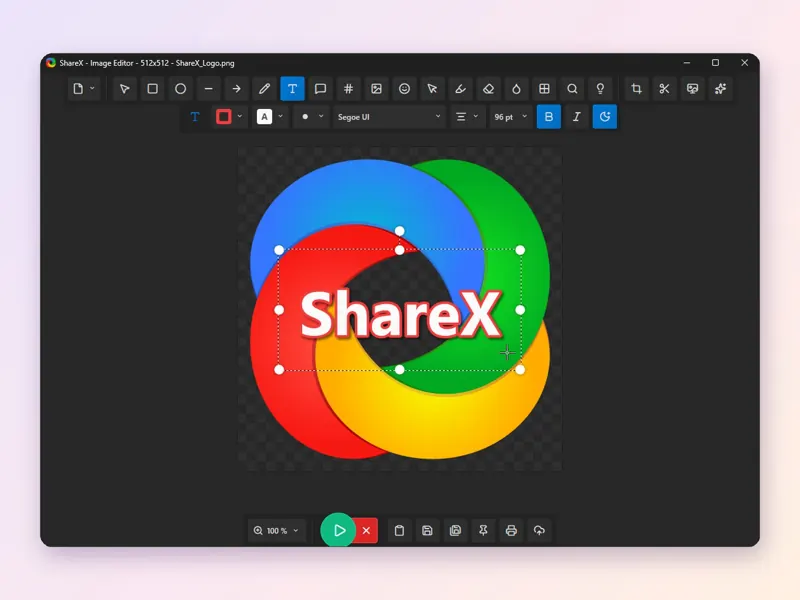 ShareX - Image Editor - 512x512 - ShareX_Logo.png
T
#
T
A
Segoe UI
96 pt
B
I
ShareX
100 %